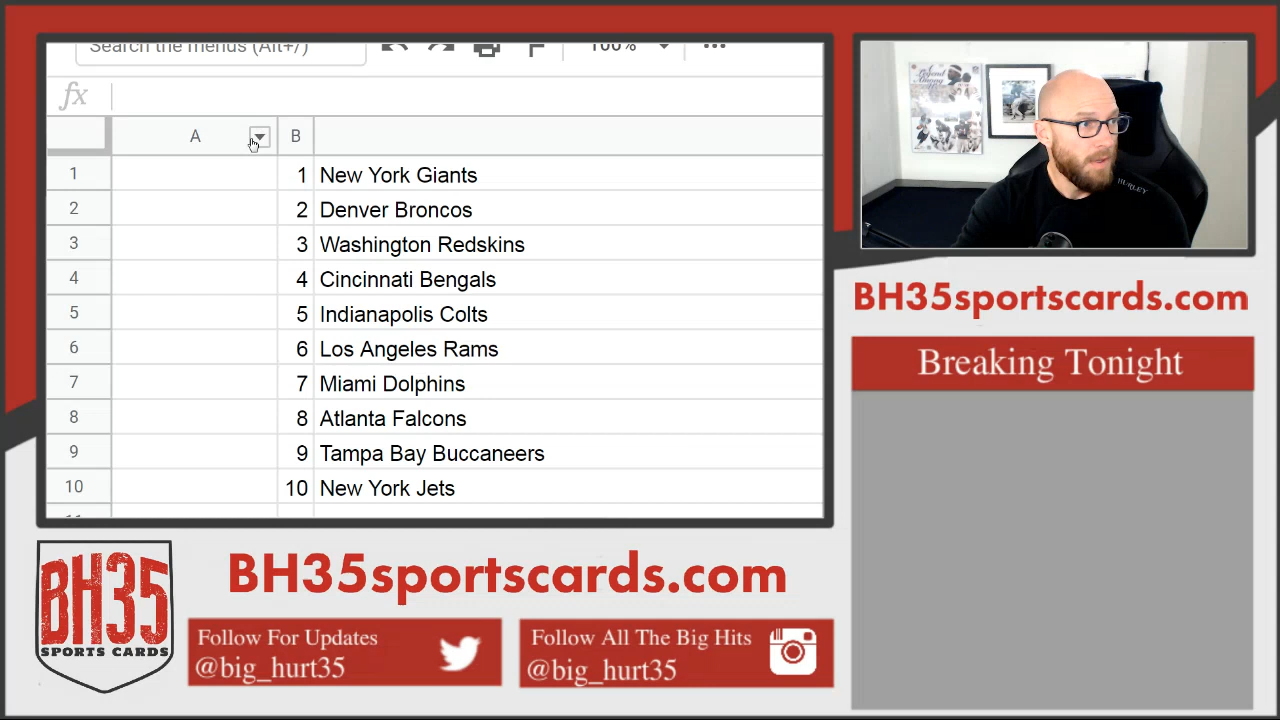 Search the menus (Alt+/)
100%
fx
A B
1 1 New York Giants
2 2 Denver Broncos
3 3 Washington Redskins
4 4 Cincinnati Bengals
5 5 Indianapolis Colts
6 6 Los Angeles Rams
7 7 Miami Dolphins
8 8 Atlanta Falcons
9 9 Tampa Bay Buccaneers
10 10 New York Jets
HURLEY
BH35sportscards.com
Breaking Tonight
BH35
SPORTS CARDS
BH35sportscards.com
Follow For Updates
@big_hurt35
Follow All The Big Hits
@big_hurt35